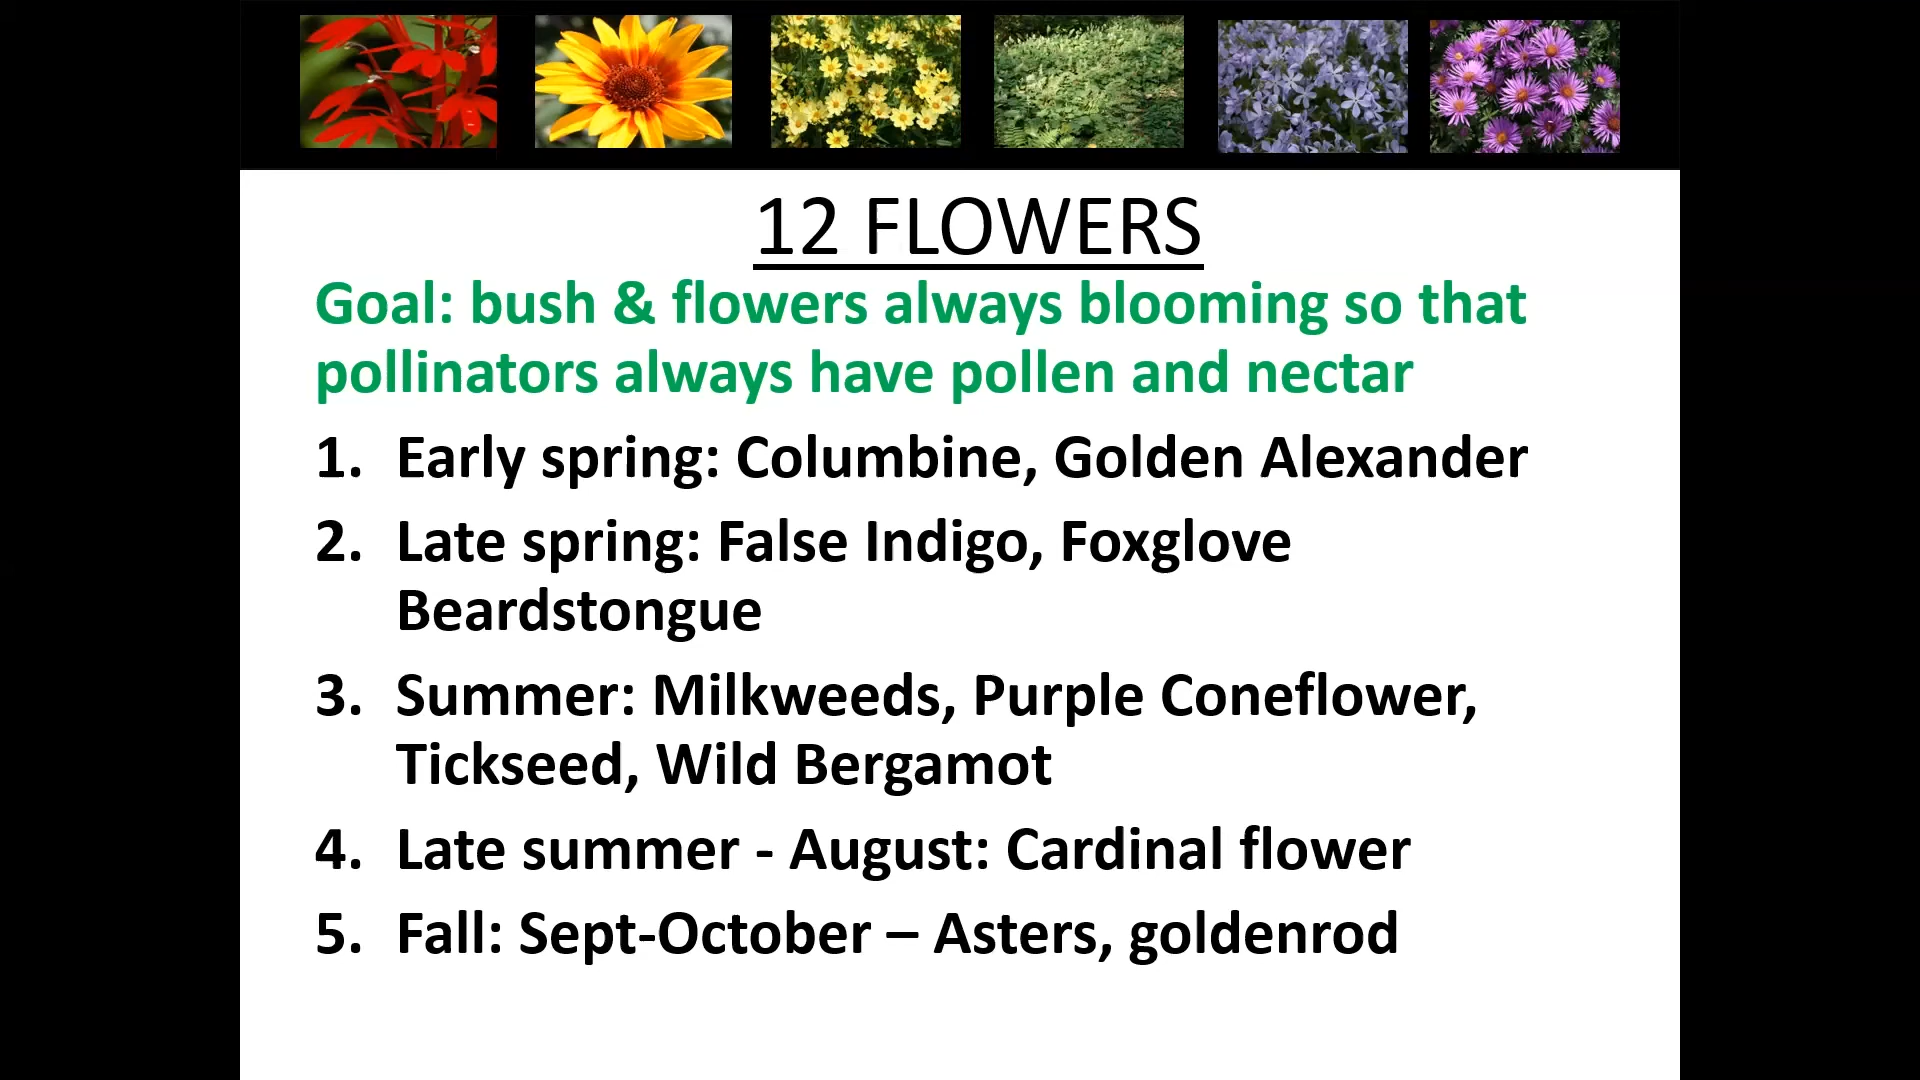 12 FLOWERS
Goal: bush & flowers always blooming so that
pollinators always have pollen and nectar
1. Early spring: Columbine, Golden Alexander
2. Late spring: False Indigo, Foxglove
Beardstongue
3. Summer: Milkweeds, Purple Coneflower,
Tickseed, Wild Bergamot
4. Late summer - August: Cardinal flower
5. Fall: Sept-October – Asters, goldenrod